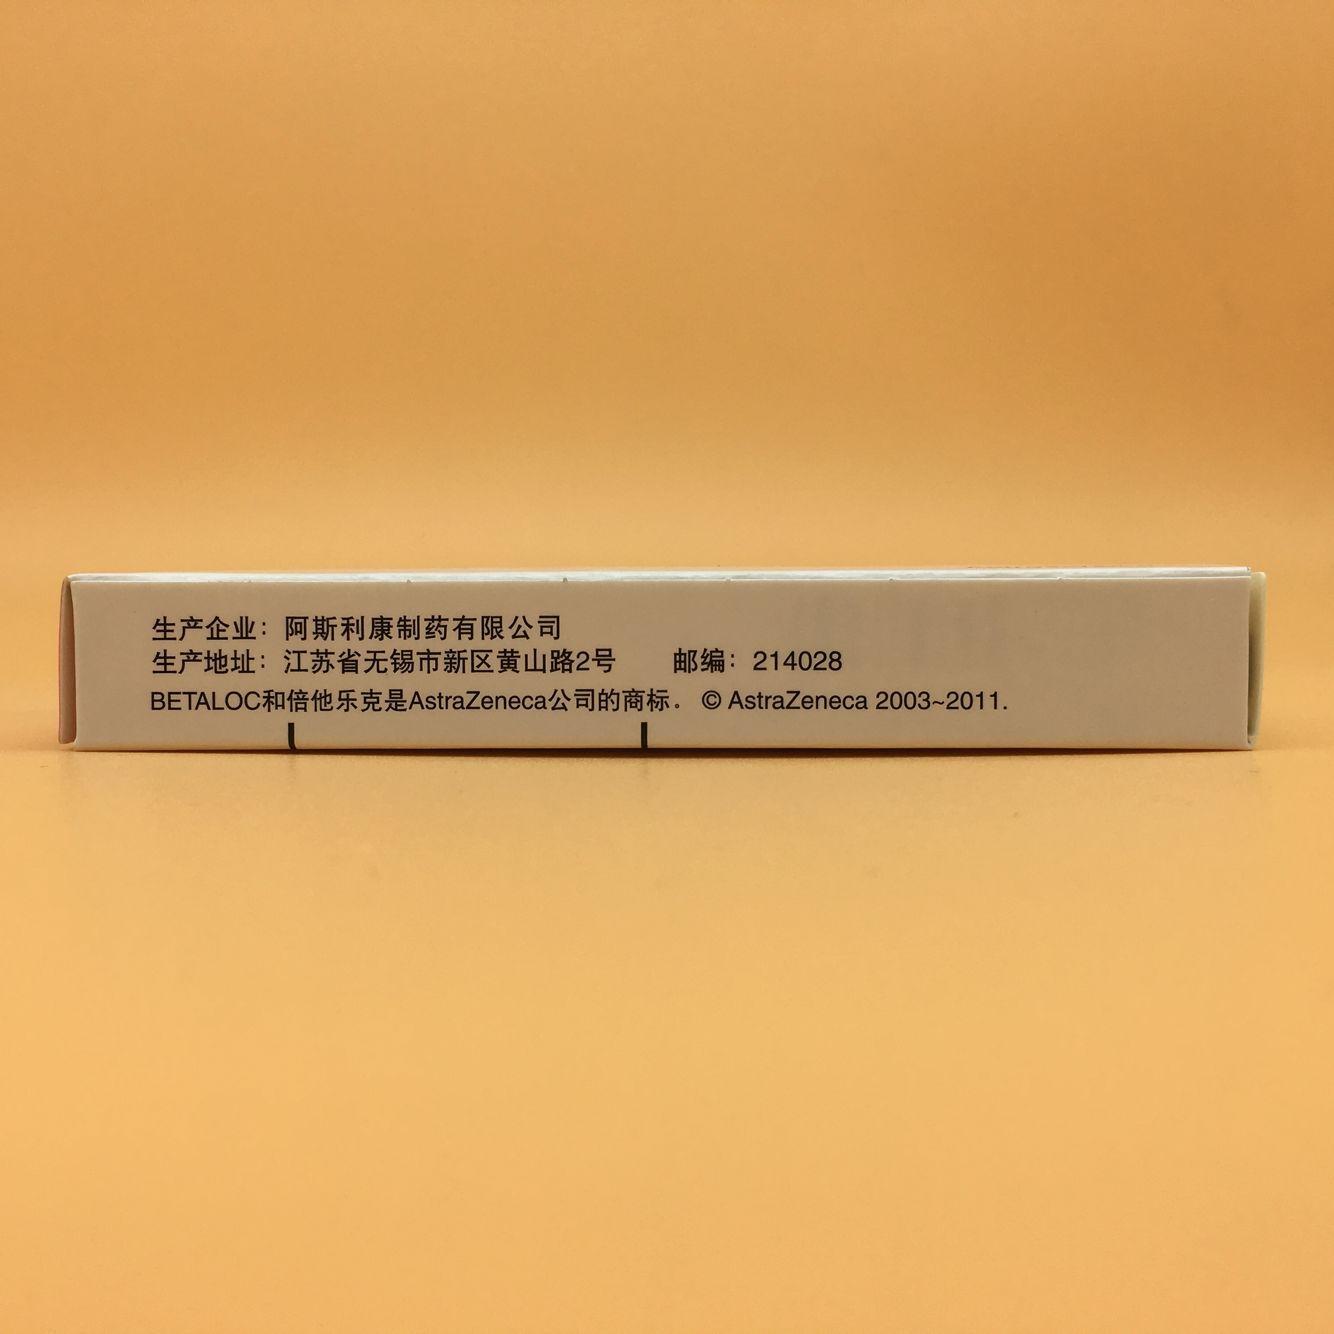 生产企业：阿斯利康制药有限公司
生产地址：江苏省无锡市新区黄山路2号 邮编：214028
BETALOC和倍他乐克是AstraZeneca公司的商标。 © AstraZeneca 2003~2011.